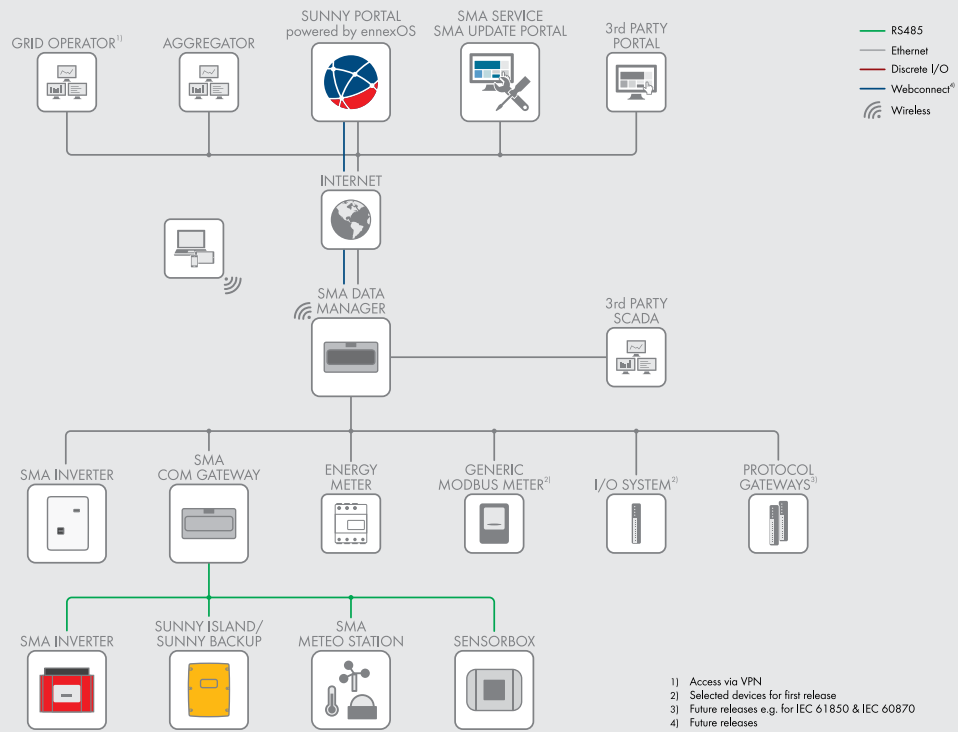 SUNNY PORTAL
powered by ennexOS
SMA SERVICE
SMA UPDATE PORTAL
3rd PARTY
PORTAL
GRID OPERATOR¹⁾
AGGREGATOR
RS485
Ethernet
Discrete I/O
Webconnect⁴⁾
Wireless
INTERNET
SMA DATA
MANAGER
3rd PARTY
SCADA
SMA INVERTER
SMA
COM GATEWAY
ENERGY
METER
GENERIC
MODBUS METER²⁾
I/O SYSTEM²⁾
PROTOCOL
GATEWAYS³⁾
SMA INVERTER
SUNNY ISLAND/
SUNNY BACKUP
SMA
METEO STATION
SENSORBOX
1) Access via VPN
2) Selected devices for first release
3) Future releases e.g. for IEC 61850 & IEC 60870
4) Future releases